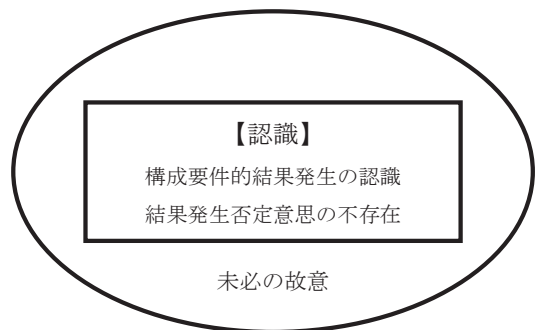 【認識】
構成要件的結果発生の認識
結果発生否定意思の不存在
未必の故意